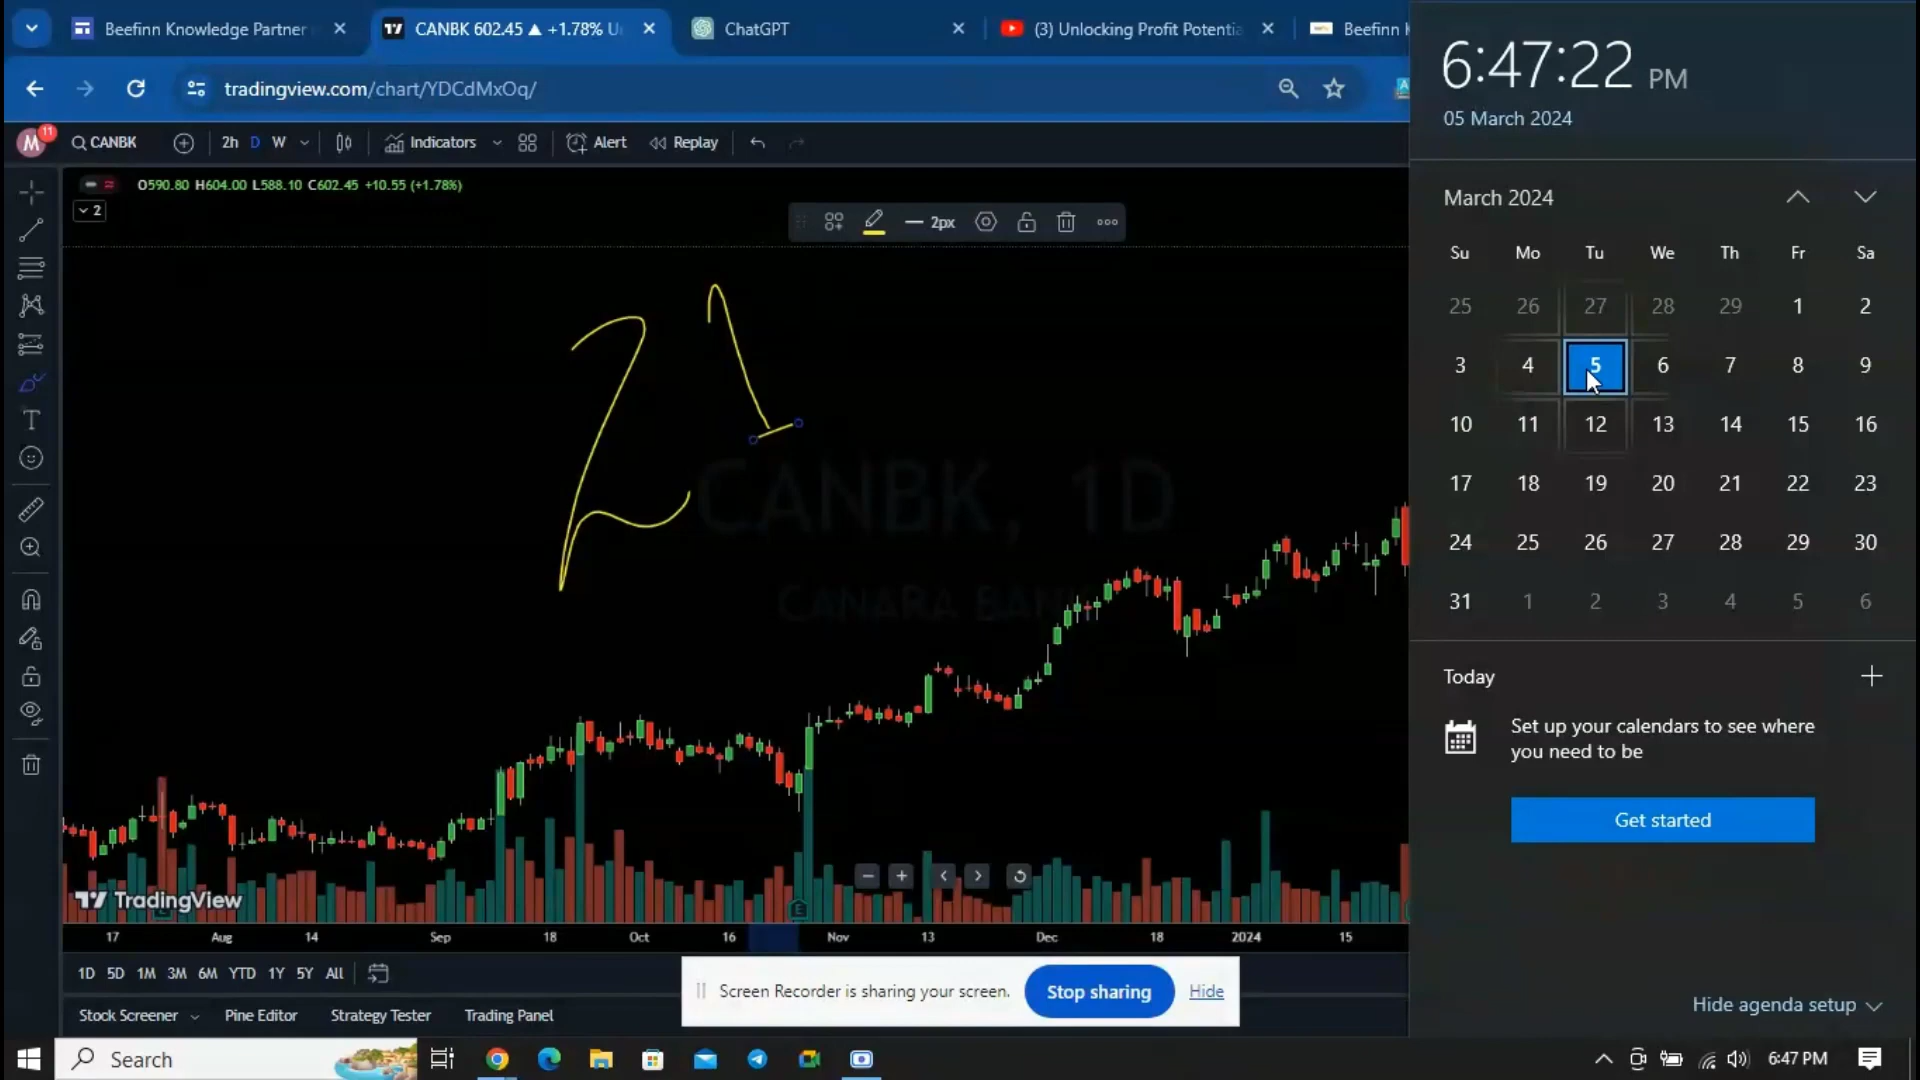 Beefinn Knowledge Partner
CANBK 602.45 ▲ +1.78% U
ChatGPT
(3) Unlocking Profit Potentia
Beefinn
tradingview.com/chart/YDCdMxOq/
M
11
CANBK
2h D W
Indicators
Alert
Replay
O590.80 H604.00 L588.10 C602.45 +10.55 (+1.78%)
2
2px
21
CANBK, 1D
CANARA BAN
TradingView
E
17 Aug 14 Sep 18 Oct 16 Nov 13 Dec 18 2024 15
1D 5D 1M 3M 6M YTD 1Y 5Y All
Screen Recorder is sharing your screen.
Stop sharing
Hide
Stock Screener
Pine Editor
Strategy Tester
Trading Panel
Search
6:47:22 PM
05 March 2024
March 2024
Su Mo Tu We Th Fr Sa
25 26 27 28 29 1 2
3 4 5 6 7 8 9
10 11 12 13 14 15 16
17 18 19 20 21 22 23
24 25 26 27 28 29 30
31 1 2 3 4 5 6
Today
Set up your calendars to see where
you need to be
Get started
Hide agenda setup
6:47 PM